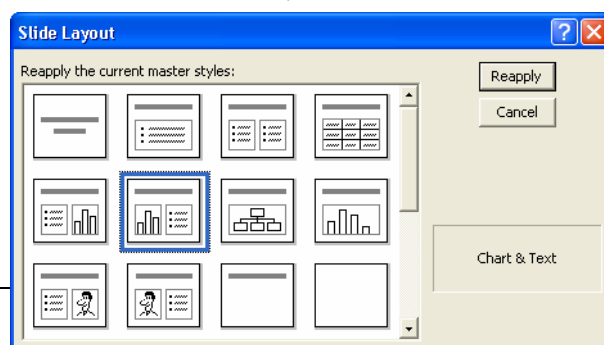 Slide Layout
Reapply the current master styles:
Reapply
Cancel
Chart & Text